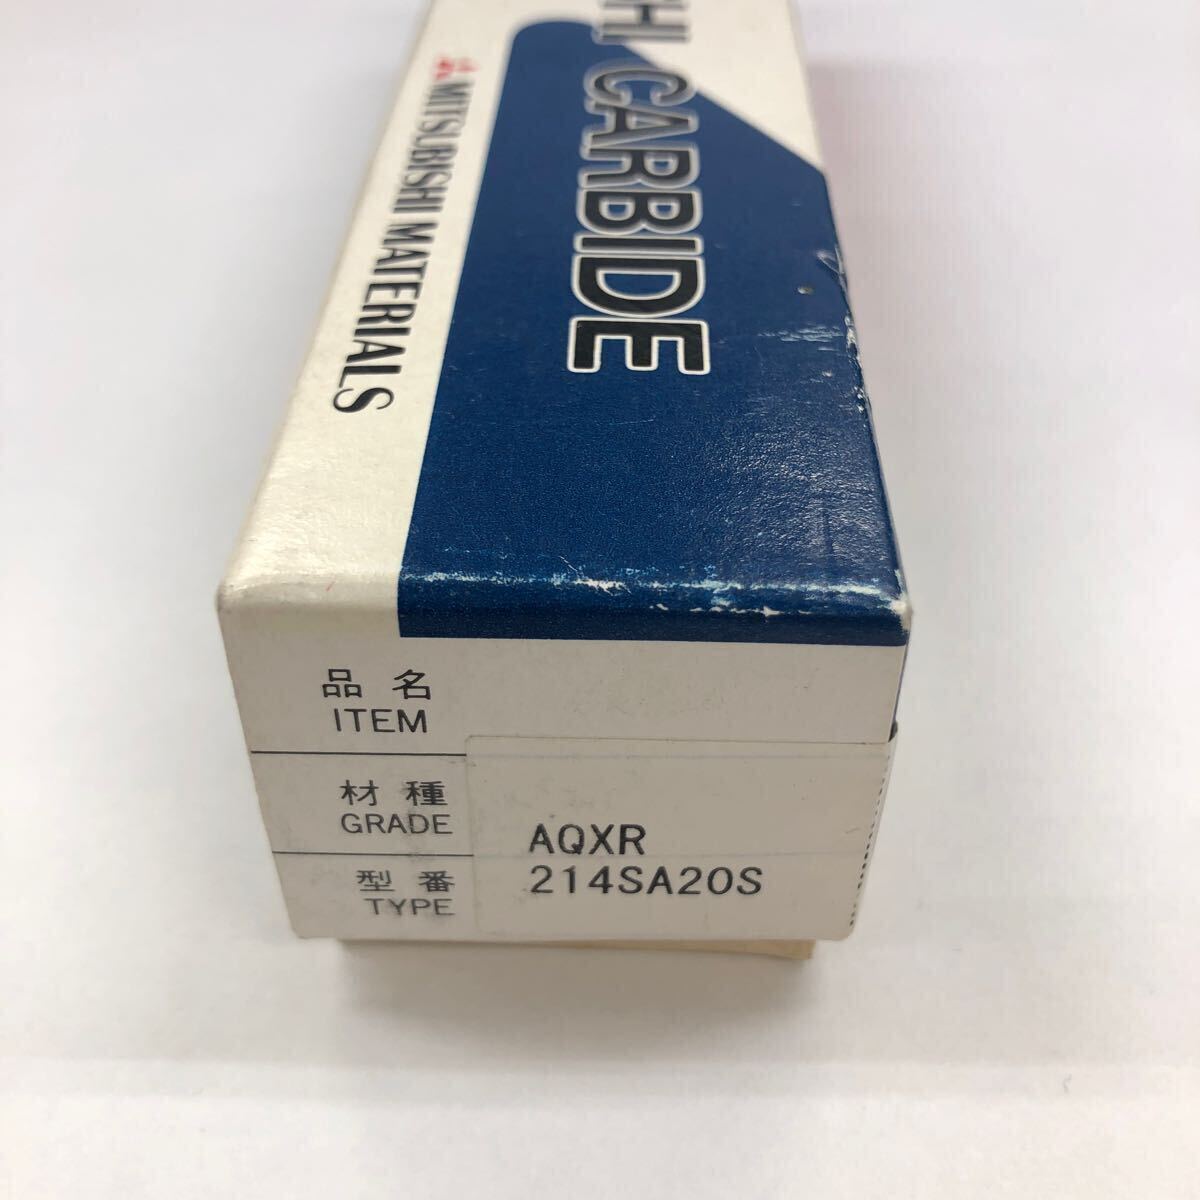 HI CARBIDE
MITSUBISHI MATERIALS
品名
ITEM
材種
GRADE
型番
TYPE
AQXR
214SA20S